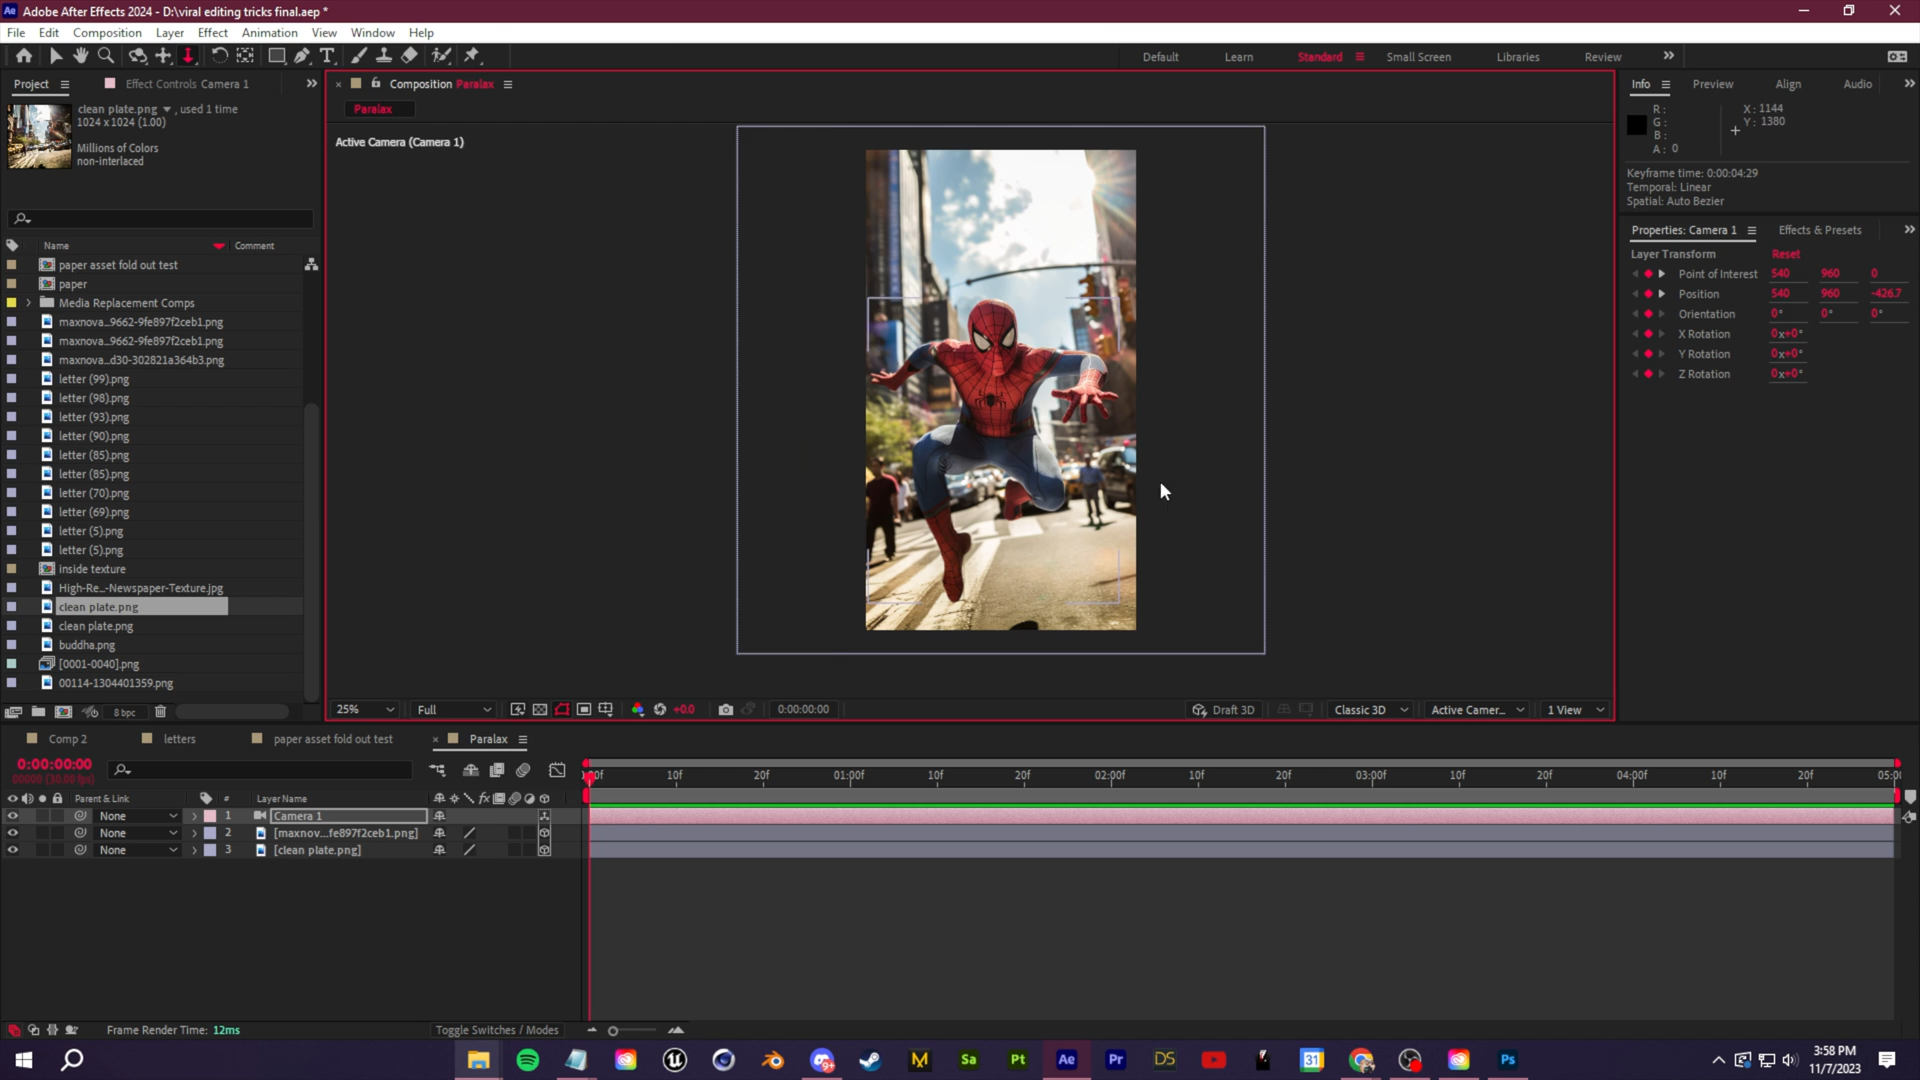 Adobe After Effects 2024 - D:\viral editing tricks final.aep *
File Edit Composition Layer Effect Animation View Window Help
Default Learn Standard Small Screen Libraries Review
Project Effect Controls Camera 1
clean plate.png , used 1 time
1024 x 1024 (1.00)
Millions of Colors
non-interlaced
Name Comment
paper asset fold out test
paper
Media Replacement Comps
maxnova...9662-9fe897f2ceb1.png
maxnova...9662-9fe897f2ceb1.png
maxnova...d30-302821a364b3.png
letter (99).png
letter (98).png
letter (93).png
letter (90).png
letter (85).png
letter (85).png
letter (70).png
letter (69).png
letter (5).png
letter (5).png
inside texture
High-Re...-Newspaper-Texture.jpg
clean plate.png
clean plate.png
buddha.png
[0001-0040].png
00114-1304401359.png
8 bpc
Composition Paralax
Paralax
Active Camera (Camera 1)
25% Full +0.0 0:00:00:00 Draft 3D Classic 3D Active Camer... 1 View
Info Preview Align Audio
R :
G :
B :
A : 0
X : 1144
Y : 1380
Keyframe time: 0:00:04:29
Temporal: Linear
Spatial: Auto Bezier
Properties: Camera 1 Effects & Presets
Layer Transform Reset
Point of Interest 540 960 0
Position 540 960 -426.7
Orientation 0° 0° 0°
X Rotation 0x+0°
Y Rotation 0x+0°
Z Rotation 0x+0°
Comp 2 letters paper asset fold out test Paralax
0:00:00:00
00000 (30.00 fps)
10f 20f 01:00f 10f 20f 02:00f 10f 20f 03:00f 10f 20f 04:00f 10f 20f
Parent & Link # Layer Name
None 1 Camera 1
None 2 [maxnov...fe897f2ceb1.png]
None 3 [clean plate.png]
Frame Render Time: 12ms Toggle Switches / Modes
Sa Pt Ae Pr DS 31 Ps
3:58 PM
11/7/2023